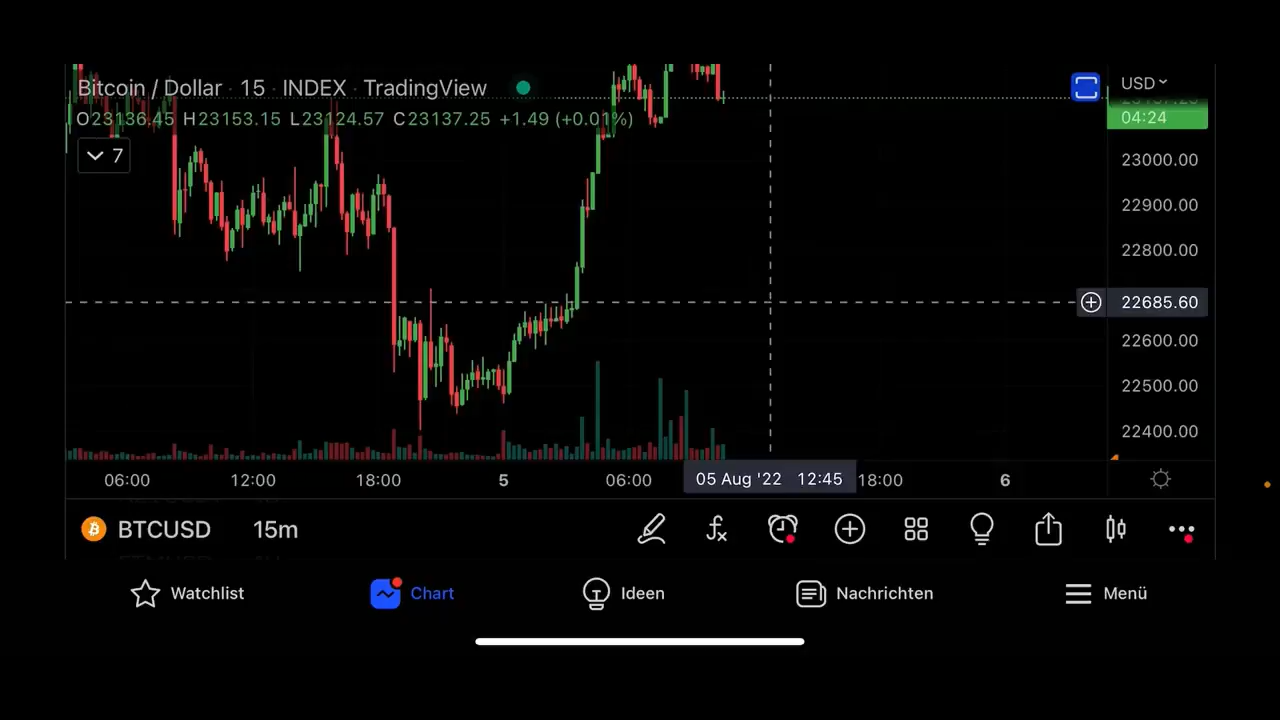 Bitcoin / Dollar · 15 · INDEX · TradingView
USD
O23136.45 H23153.15 L23124.57 C23137.25 +1.49 (+0.01%)
04:24
7
23000.00
22900.00
22800.00
22685.60
22600.00
22500.00
22400.00
06:00 12:00 18:00 5 06:00 05 Aug '22 12:45 18:00 6
BTCUSD 15m
Watchlist Chart Ideen Nachrichten Menü